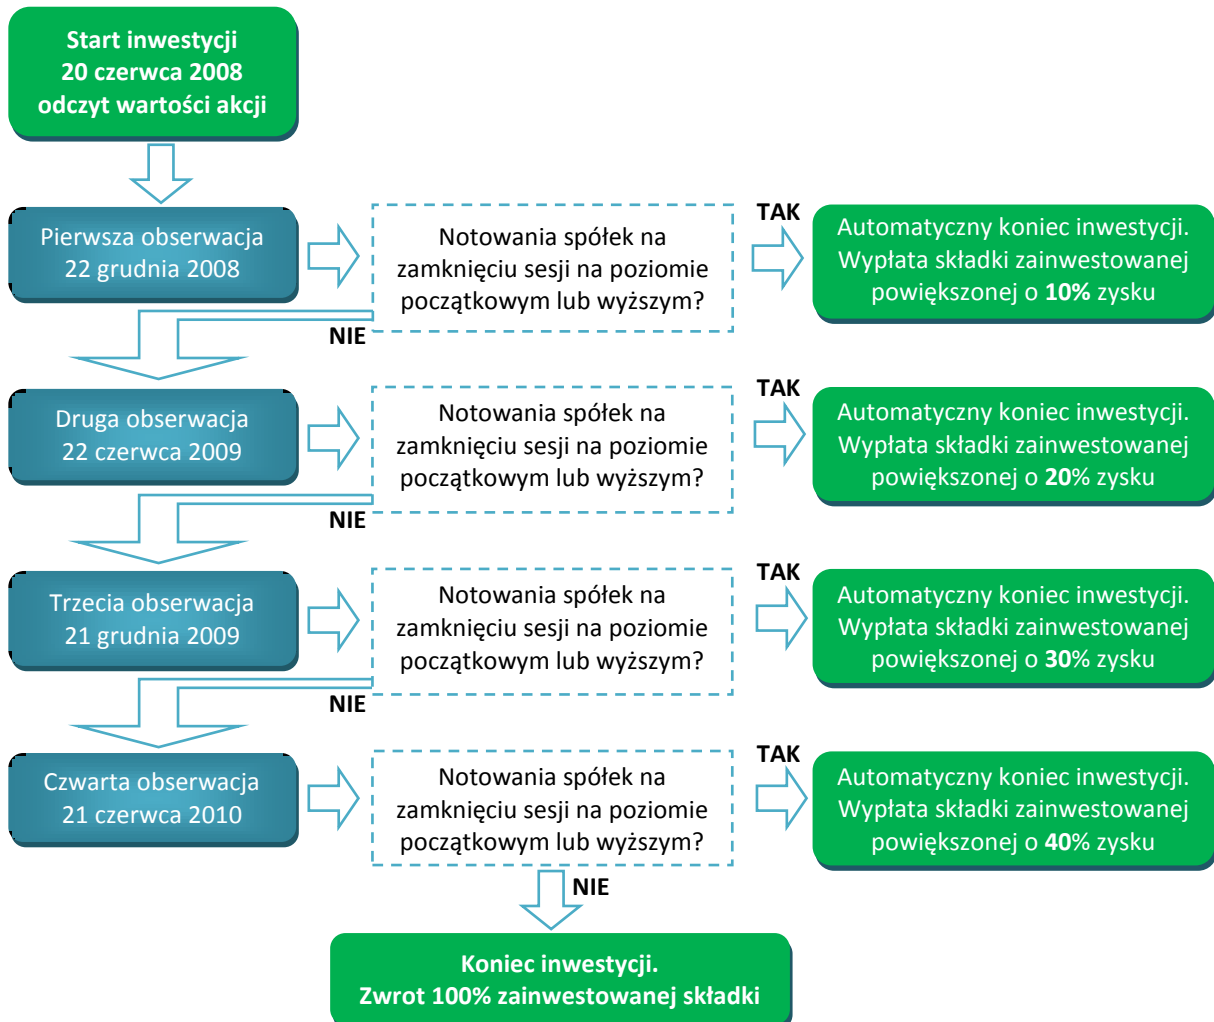 Start inwestycji
20 czerwca 2008
odczyt wartości akcji
Pierwsza obserwacja
22 grudnia 2008
Notowania spółek na
zamknięciu sesji na poziomie
początkowym lub wyższym?
TAK
Automatyczny koniec inwestycji.
Wypłata składki zainwestowanej
powiększonej o 10% zysku
NIE
Druga obserwacja
22 czerwca 2009
Notowania spółek na
zamknięciu sesji na poziomie
początkowym lub wyższym?
TAK
Automatyczny koniec inwestycji.
Wypłata składki zainwestowanej
powiększonej o 20% zysku
NIE
Trzecia obserwacja
21 grudnia 2009
Notowania spółek na
zamknięciu sesji na poziomie
początkowym lub wyższym?
TAK
Automatyczny koniec inwestycji.
Wypłata składki zainwestowanej
powiększonej o 30% zysku
NIE
Czwarta obserwacja
21 czerwca 2010
Notowania spółek na
zamknięciu sesji na poziomie
początkowym lub wyższym?
TAK
Automatyczny koniec inwestycji.
Wypłata składki zainwestowanej
powiększonej o 40% zysku
NIE
Koniec inwestycji.
Zwrot 100% zainwestowanej składki